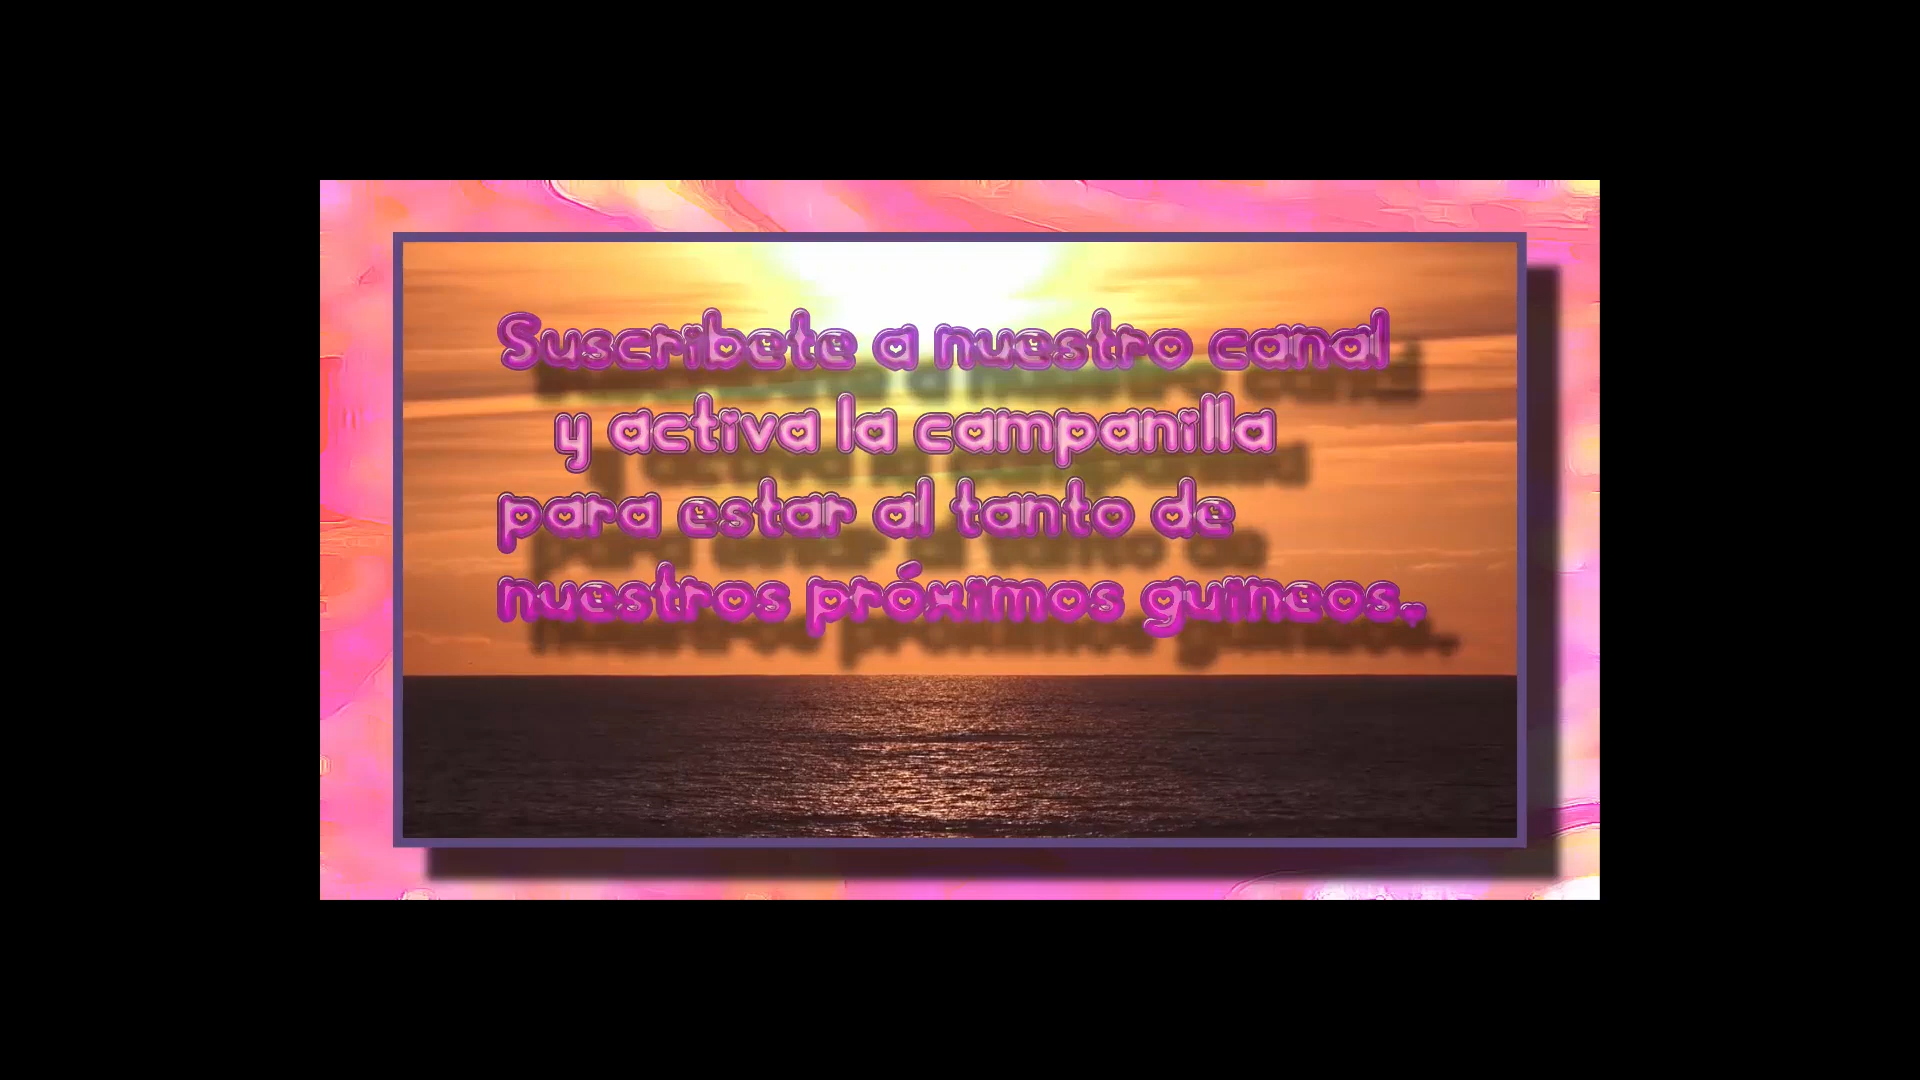 Suscribete a nuestro canal
y activa la campanilla
para estar al tanto de
nuestros próximos guineos.